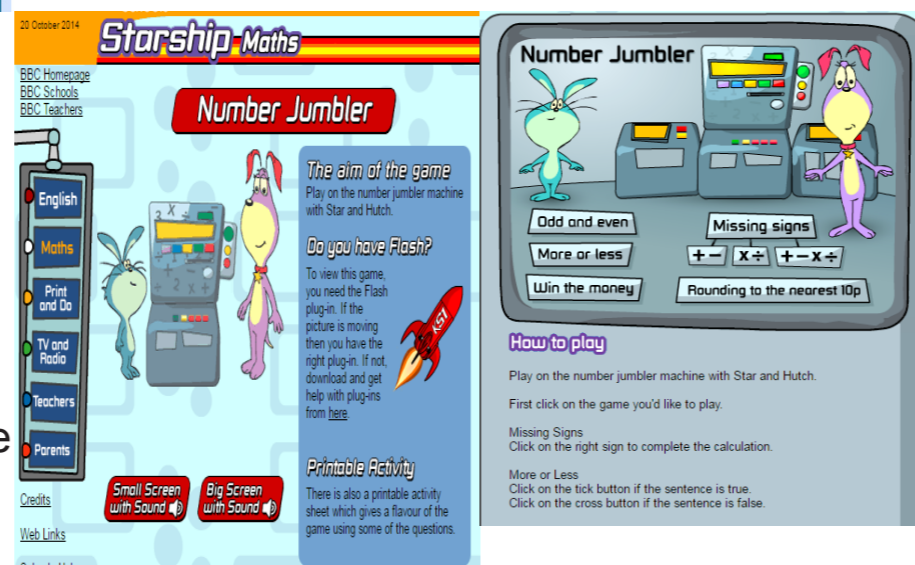 20 October 2014
Starship Maths
BBC Homepage
BBC Schools
BBC Teachers
Number Jumbler
English
Maths
Print
and Do
TV and
Radio
Teachers
Parents
Credits
Web Links
The aim of the game
Play on the number jumbler machine
with Star and Hutch.
Do you have Flash?
To view this game,
you need the Flash
plug-in. If the
picture is moving
then you have the
right plug-in. If not,
download and get
help with plug-ins
from here.
KS1
Printable Activity
There is also a printable activity
sheet which gives a flavour of the
game using some of the questions.
Small Screen
with Sound
Big Screen
with Sound
e
Number Jumbler
Odd and even
More or less
Win the money
Missing signs
+ −
x ÷
+ − x ÷
Rounding to the nearest 10p
How to play
Play on the number jumbler machine with Star and Hutch.
First click on the game you'd like to play.
Missing Signs
Click on the right sign to complete the calculation.
More or Less
Click on the tick button if the sentence is true.
Click on the cross button if the sentence is false.